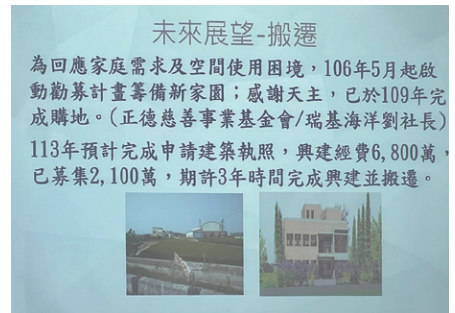 未來展望-搬遷
為回應家庭需求及空間使用困境，106年5月起啟
動勸募計畫籌備新家園；感謝天主，已於109年完
成購地。(正德慈善事業基金會/瑞基海洋劉社長)
113年預計完成申請建築執照，興建經費6,800萬，
已募集2,100萬，期許3年時間完成興建並搬遷。